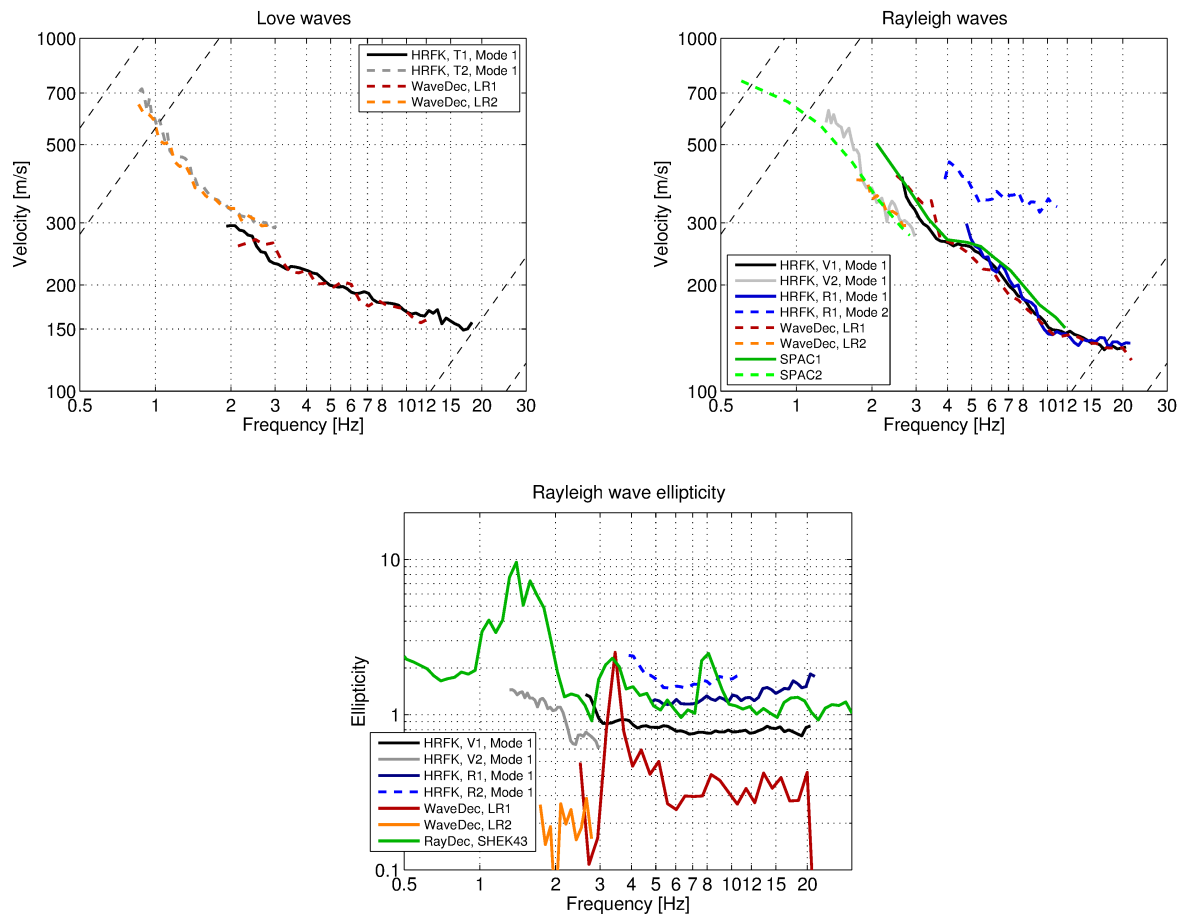 Love waves
1000
700
500
300
200
150
100
Velocity [m/s]
HRFK, T1, Mode 1
HRFK, T2, Mode 1
WaveDec, LR1
WaveDec, LR2
0.5 1 2 3 4 5 6 7 8 10 12 15 20 30
Frequency [Hz]
Rayleigh waves
1000
700
500
300
200
150
100
Velocity [m/s]
HRFK, V1, Mode 1
HRFK, V2, Mode 1
HRFK, R1, Mode 1
HRFK, R1, Mode 2
WaveDec, LR1
WaveDec, LR2
SPAC1
SPAC2
0.5 1 2 3 4 5 6 7 8 10 12 15 20 30
Frequency [Hz]
Rayleigh wave ellipticity
10
1
0.1
Ellipticity
HRFK, V1, Mode 1
HRFK, V2, Mode 1
HRFK, R1, Mode 1
HRFK, R2, Mode 1
WaveDec, LR1
WaveDec, LR2
RayDec, SHEK43
0.5 1 2 3 4 5 6 7 8 10 12 15 20
Frequency [Hz]